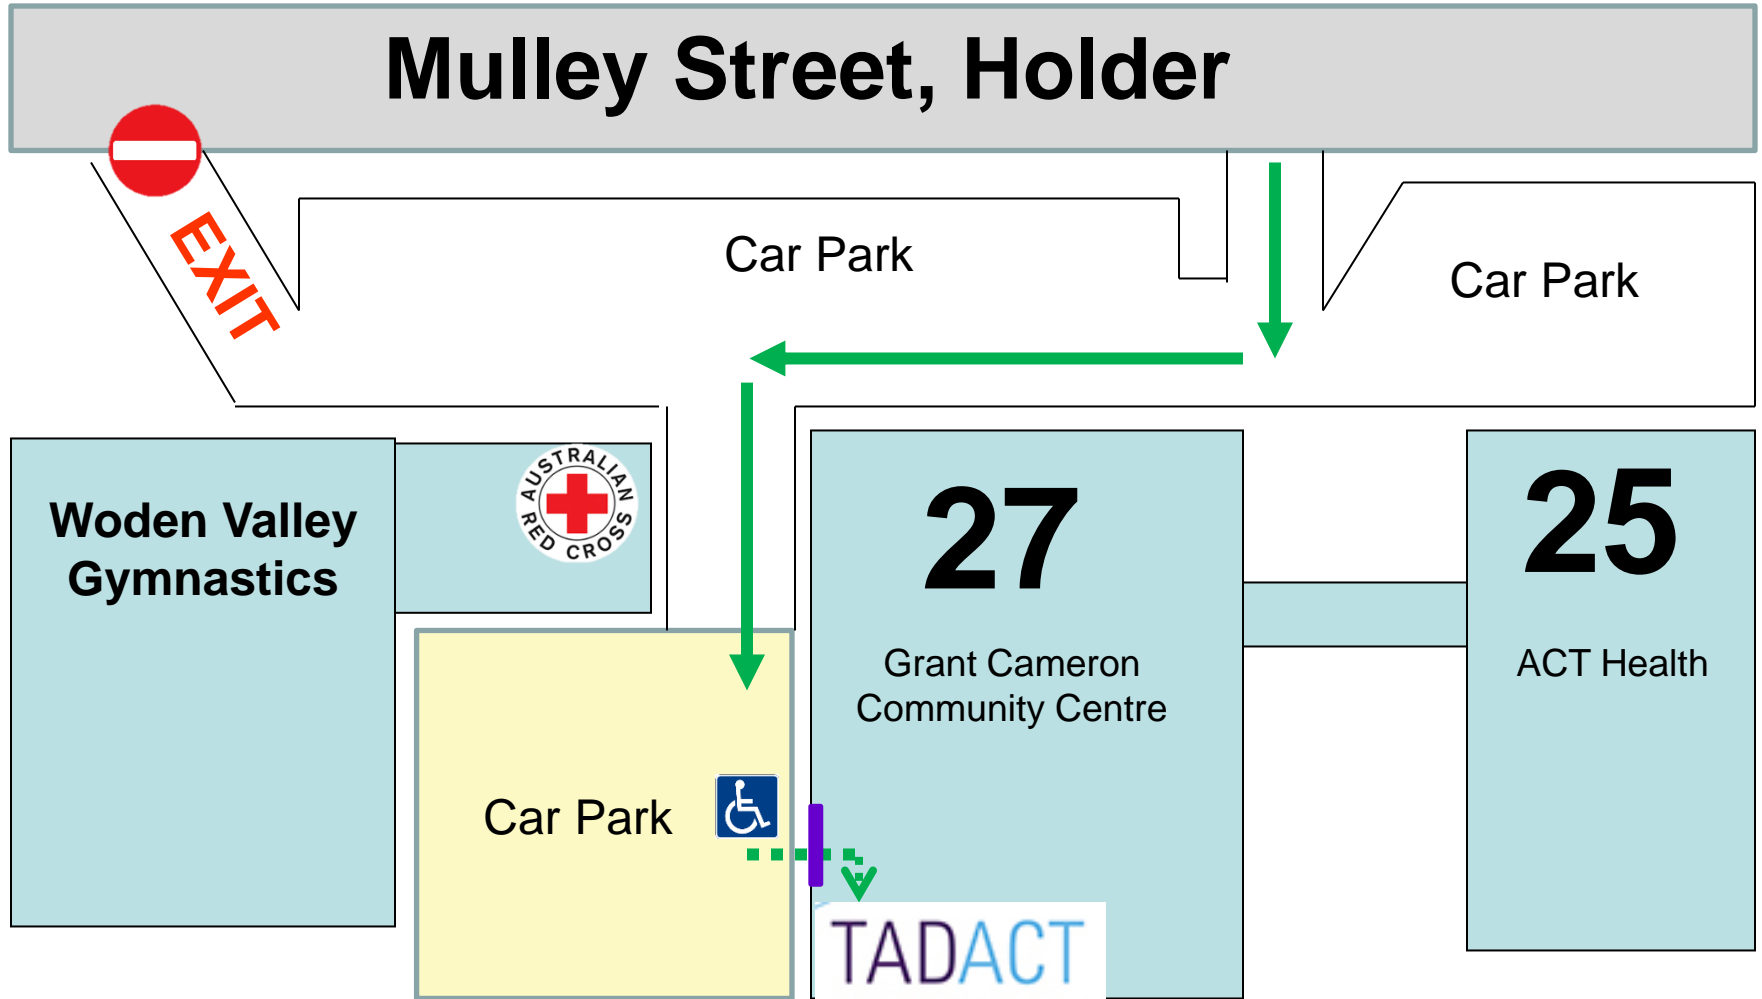 Mulley Street, Holder
EXIT
Car Park
Car Park
Woden Valley
Gymnastics
AUSTRALIAN
RED CROSS
27
Grant Cameron
Community Centre
25
ACT Health
Car Park
TADACT